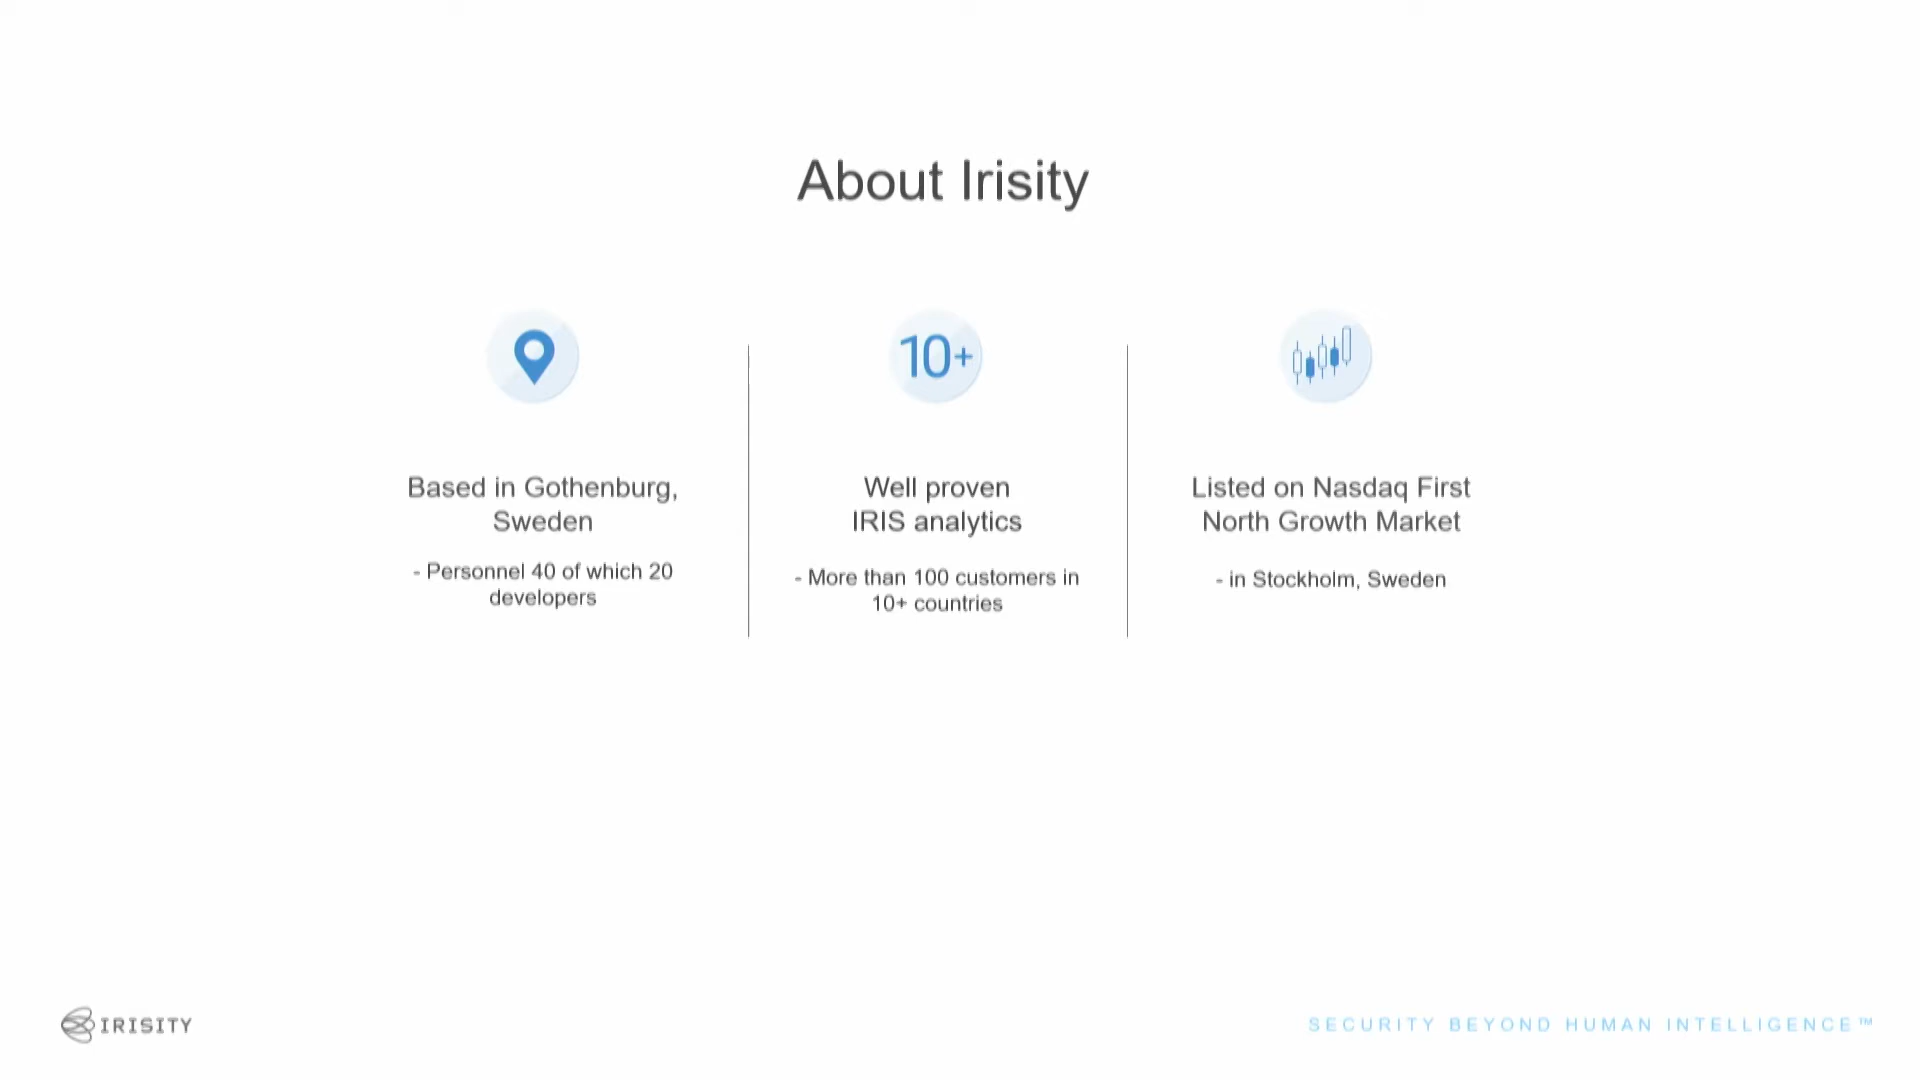 About Irisity
10+
Based in Gothenburg,
Sweden
- Personnel 40 of which 20
developers
Well proven
IRIS analytics
- More than 100 customers in
10+ countries
Listed on Nasdaq First
North Growth Market
- in Stockholm, Sweden
IRISITY
SECURITY BEYOND HUMAN INTELLIGENCE™